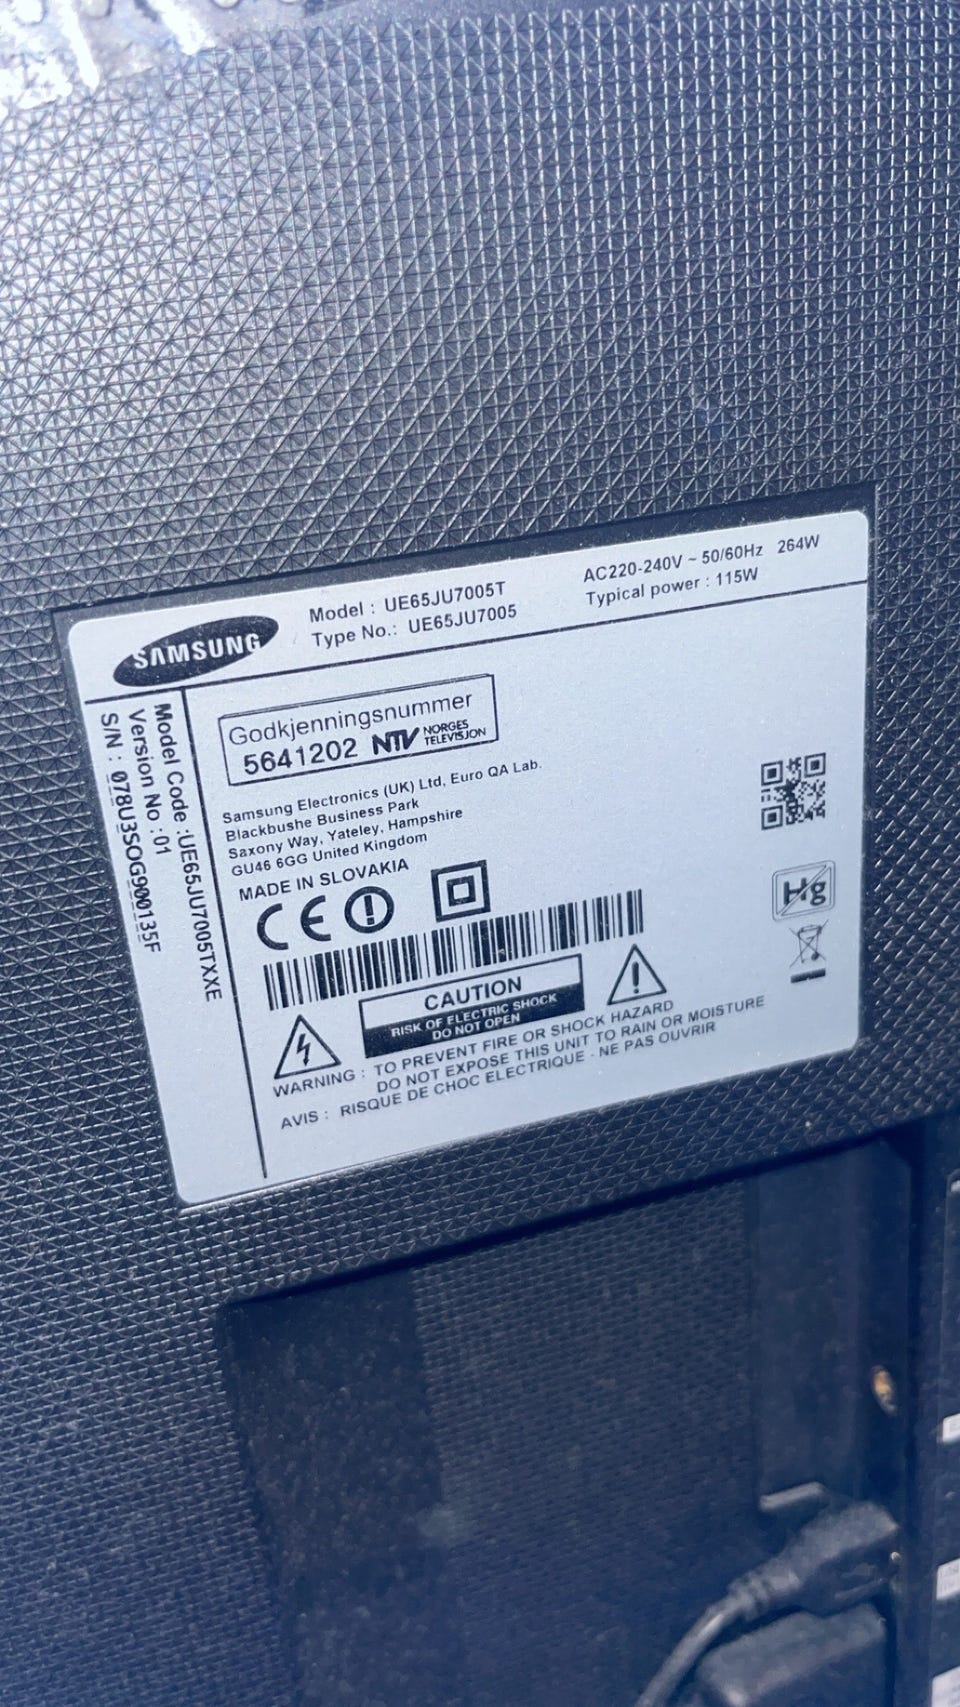 SAMSUNG
Model : UE65JU7005T
Type No.: UE65JU7005
AC220-240V ~ 50/60Hz 264W
Typical power : 115W
Model Code :UE65JU7005TXXE
Version No :01
S/N : 078U3SOG900135F
Godkjenningsnummer
5641202 NTV NORGES TELEVISJON
Samsung Electronics (UK) Ltd, Euro QA Lab.
Blackbushe Business Park
Saxony Way, Yateley, Hampshire
GU46 6GG United Kingdom
MADE IN SLOVAKIA
CE
Hg
CAUTION
RISK OF ELECTRIC SHOCK
DO NOT OPEN
WARNING : TO PREVENT FIRE OR SHOCK HAZARD
DO NOT EXPOSE THIS UNIT TO RAIN OR MOISTURE
AVIS : RISQUE DE CHOC ELECTRIQUE - NE PAS OUVRIR